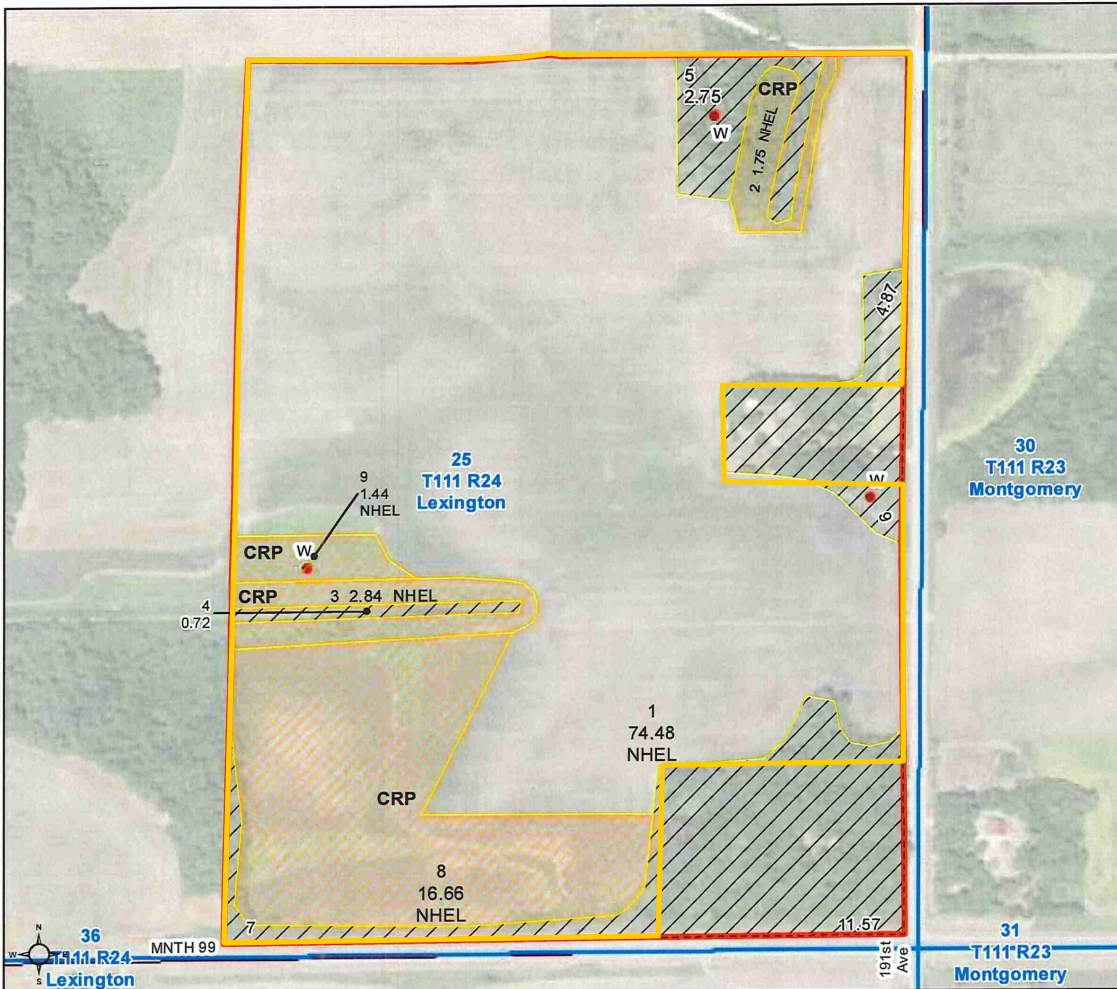 5
2.75
W
CRP
2 1.75 NHEL
4.87
25
T111 R24
Lexington
30
T111 R23
Montgomery
W
6
9
1.44
NHEL
CRP
W
CRP
3 2.84 NHEL
4
0.72
1
74.48
NHEL
CRP
8
16.66
NHEL
7
11.57
N
W
E
S
36
T111 R24
Lexington
MNTH 99
191st
Ave
31
T111 R23
Montgomery